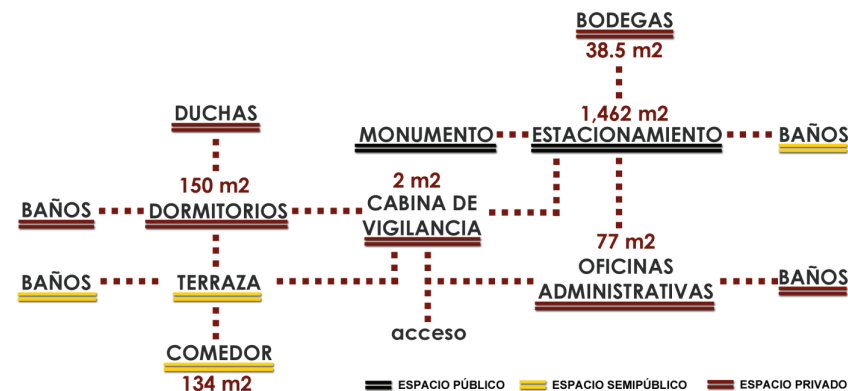 BODEGAS
38.5 m2
DUCHAS
1,462 m2
MONUMENTO ESTACIONAMIENTO BAÑOS
150 m2
2 m2
BAÑOS DORMITORIOS
CABINA DE
VIGILANCIA
77 m2
OFICINAS
ADMINISTRATIVAS
BAÑOS
BAÑOS TERRAZA
acceso
COMEDOR
134 m2
ESPACIO PÚBLICO ESPACIO SEMIPÚBLICO ESPACIO PRIVADO